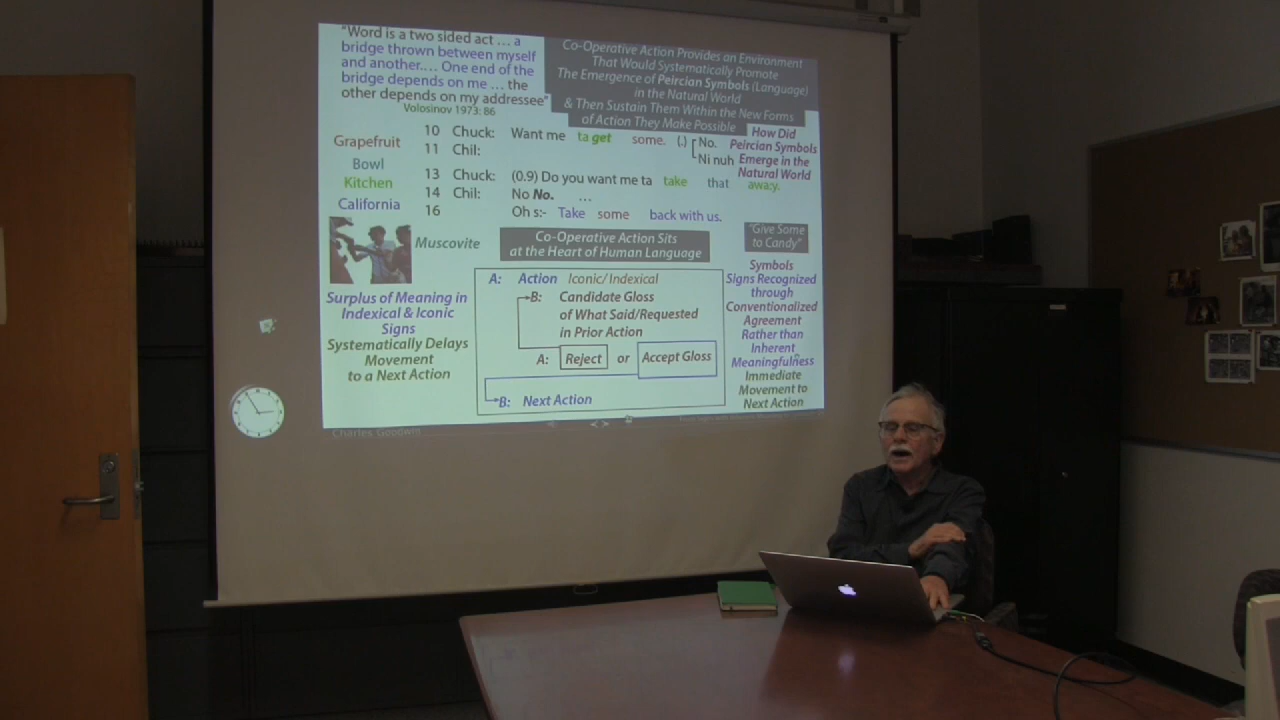 "Word is a two sided act ... a
bridge thrown between myself
and another.... One end of the
bridge depends on me ... the
other depends on my addressee"
Volosinov 1973: 86
Co-Operative Action Provides an Environment
That Would Systematically Promote
The Emergence of Peircian Symbols (Language)
in the Natural World
& Then Sustain Them Within the New Forms
of Action They Make Possible
How Did
Peircian Symbols
Emerge in the
Natural World
Grapefruit
Bowl
Kitchen
California
10 Chuck: Want me ta get some. (.) [No.
11 Chil: Ni nuh
13 Chuck: (0.9) Do you want me ta take that awa:y.
14 Chil: No No. ...
16 Oh s:- Take some back with us.
Muscovite
Co-Operative Action Sits
at the Heart of Human Language
"Give Some
to Candy"
Surplus of Meaning in
Indexical & Iconic
Signs
Systematically Delays
Movement
to a Next Action
A: Action Iconic/Indexical
B: Candidate Gloss
of What Said/Requested
in Prior Action
A: Reject or Accept Gloss
B: Next Action
Symbols
Signs Recognized
through
Conventionalized
Agreement
Rather than
Inherent
Meaningfulness
Immediate
Movement to
Next Action
Charles Goodwin